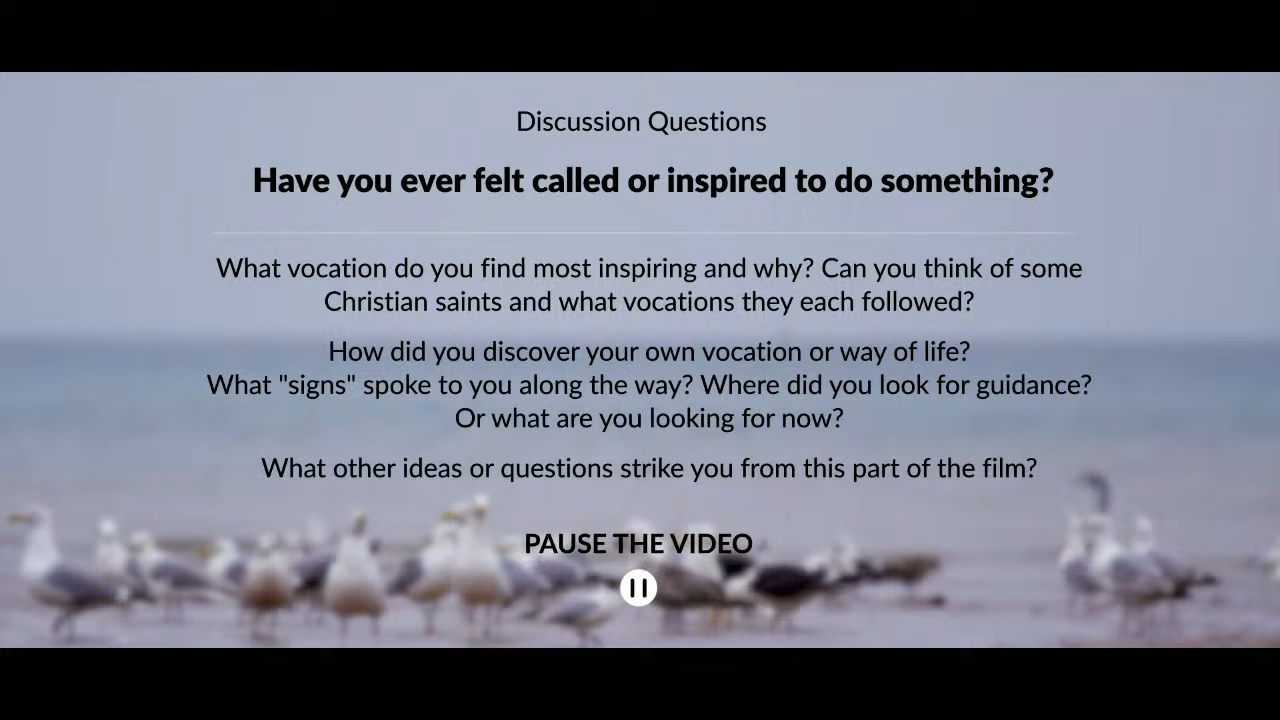 Discussion Questions
Have you ever felt called or inspired to do something?
What vocation do you find most inspiring and why? Can you think of some
Christian saints and what vocations they each followed?
How did you discover your own vocation or way of life?
What "signs" spoke to you along the way? Where did you look for guidance?
Or what are you looking for now?
What other ideas or questions strike you from this part of the film?
PAUSE THE VIDEO